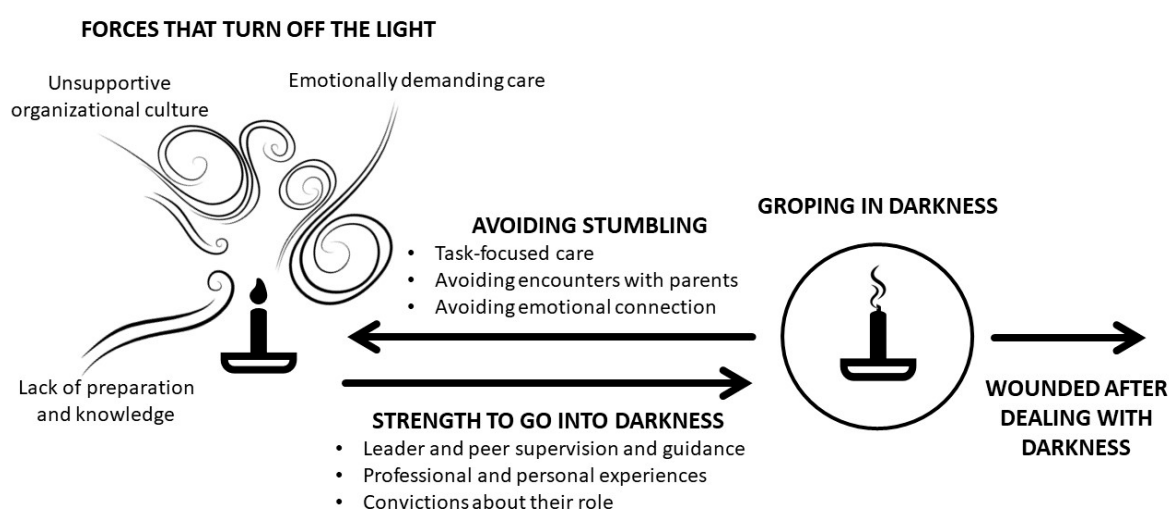 FORCES THAT TURN OFF THE LIGHT
Unsupportive
organizational culture
Emotionally demanding care
Lack of preparation
and knowledge
AVOIDING STUMBLING
• Task-focused care
• Avoiding encounters with parents
• Avoiding emotional connection
STRENGTH TO GO INTO DARKNESS
• Leader and peer supervision and guidance
• Professional and personal experiences
• Convictions about their role
GROPING IN DARKNESS
WOUNDED AFTER
DEALING WITH
DARKNESS